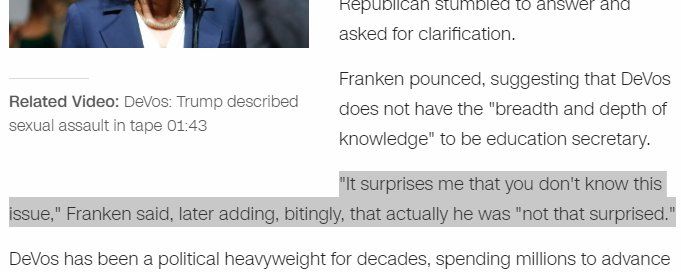 Republican stumbled to answer and
asked for clarification.
Related Video: DeVos: Trump described
sexual assault in tape 01:43
Franken pounced, suggesting that DeVos
does not have the "breadth and depth of
knowledge" to be education secretary.
"It surprises me that you don't know this
issue," Franken said, later adding, bitingly, that actually he was "not that surprised."
DeVos has been a political heavyweight for decades, spending millions to advance